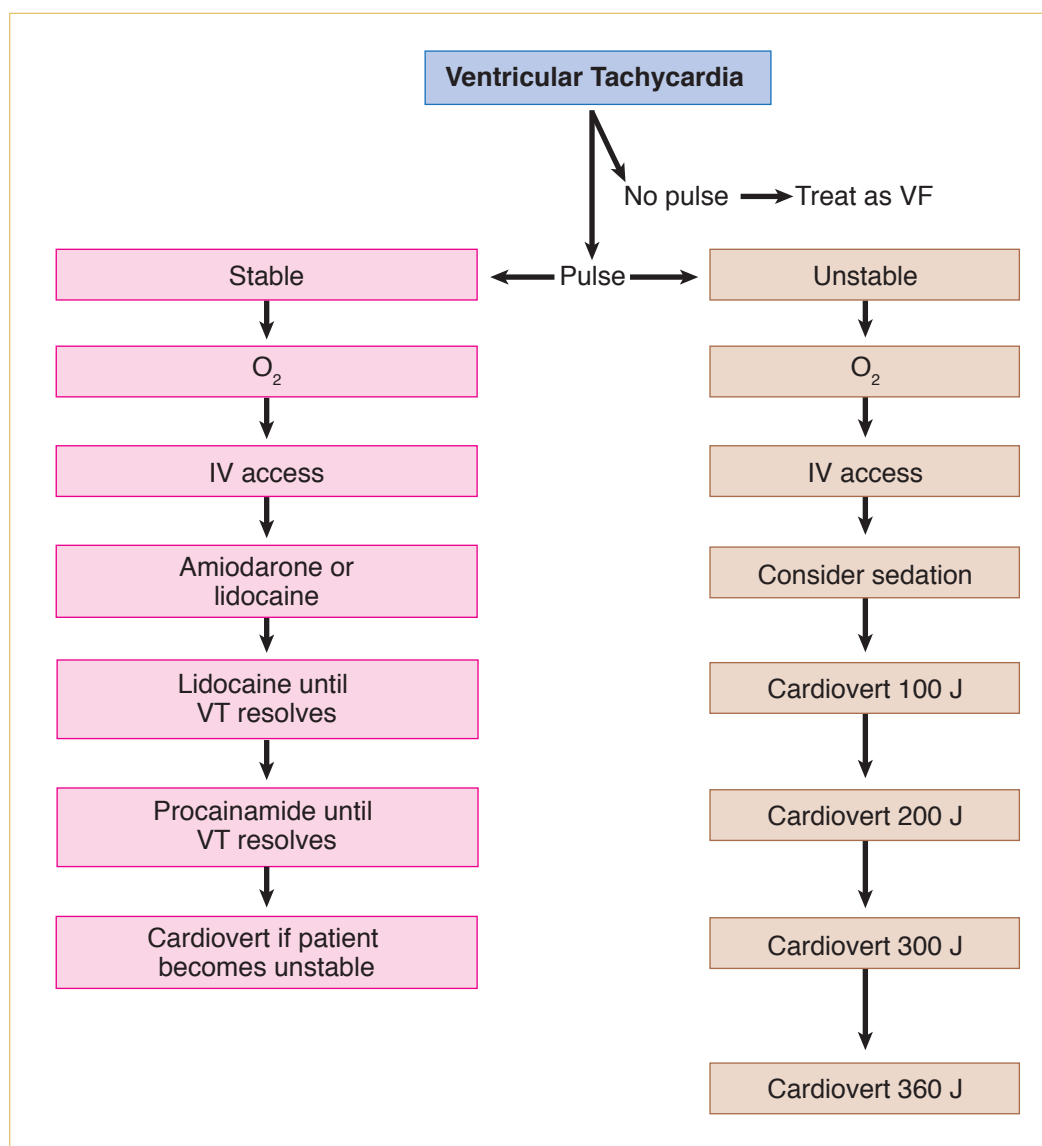 Ventricular Tachycardia
No pulse
Treat as VF
Pulse
Stable
O₂
IV access
Amiodarone or
lidocaine
Lidocaine until
VT resolves
Procainamide until
VT resolves
Cardiovert if patient
becomes unstable
Unstable
O₂
IV access
Consider sedation
Cardiovert 100 J
Cardiovert 200 J
Cardiovert 300 J
Cardiovert 360 J